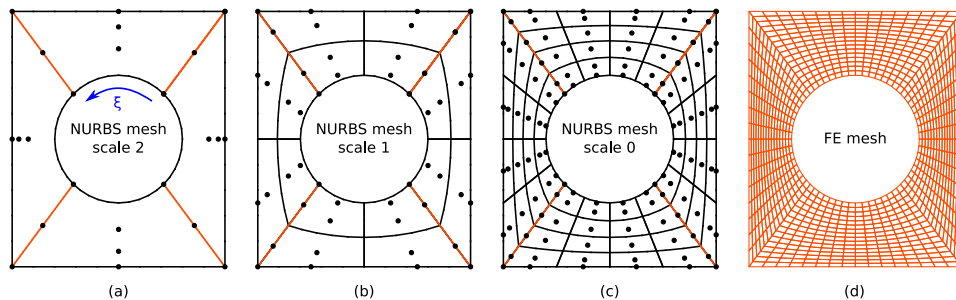 ξ
NURBS mesh
scale 2
NURBS mesh
scale 1
NURBS mesh
scale 0
FE mesh
(a)
(b)
(c)
(d)